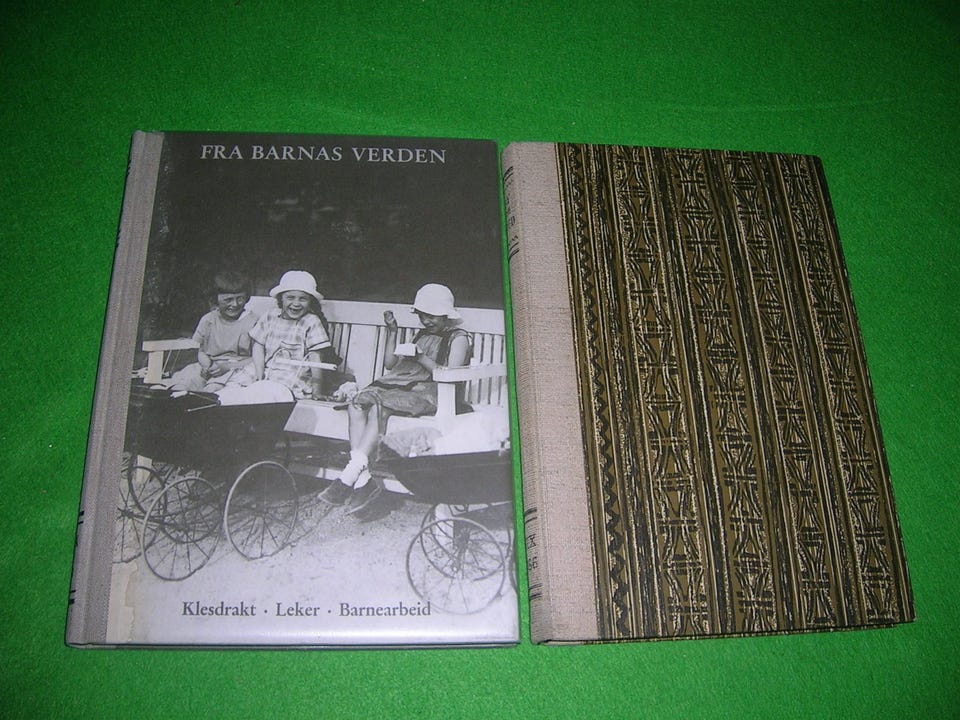 FRA BARNAS VERDEN
Klesdrakt · Leker · Barnearbeid